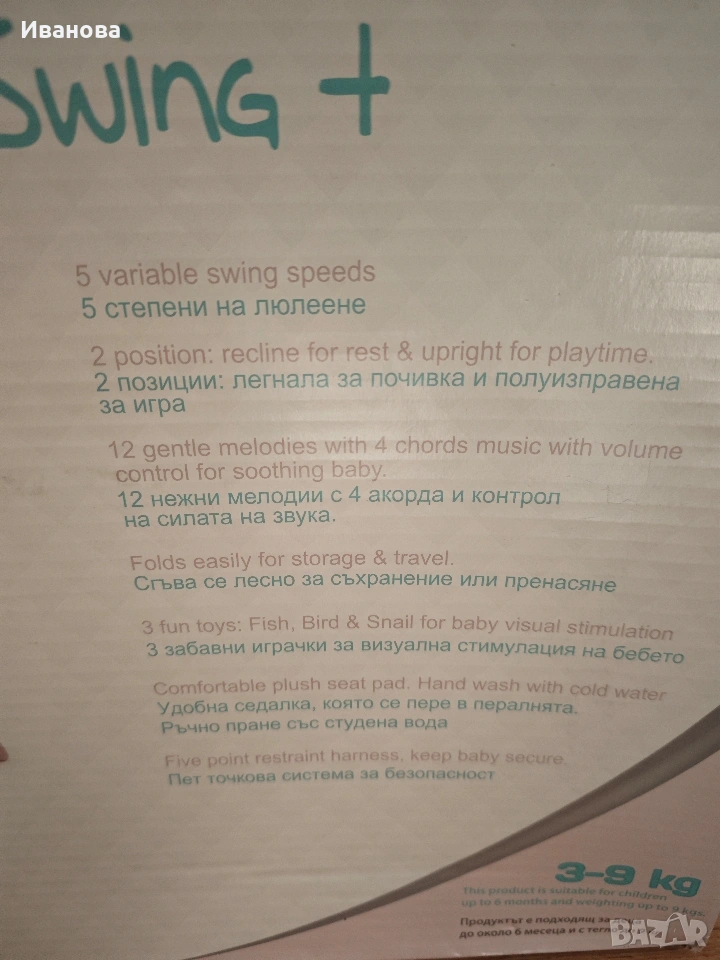 Иванова
Swing +
5 variable swing speeds
5 степени на люлеене
2 position: recline for rest & upright for playtime.
2 позиции: легнала за почивка и полуизправена
за игра
12 gentle melodies with 4 chords music with volume
control for soothing baby.
12 нежни мелодии с 4 акорда и контрол
на силата на звука.
Folds easily for storage & travel.
Сгъва се лесно за съхранение или пренасяне
3 fun toys: Fish, Bird & Snail for baby visual stimulation
3 забавни играчки за визуална стимулация на бебето
Comfortable plush seat pad. Hand wash with cold water
Удобна седалка, която се пере в пералнята.
Ръчно пране със студена вода
Five point restraint harness, keep baby secure.
Пет точкова система за безопасност
3-9 kg
This product is suitable for children
up to 6 months and weighting up to 9 kgs.
Продуктът е подходящ за
до около 6 месеца и с
BAZAR